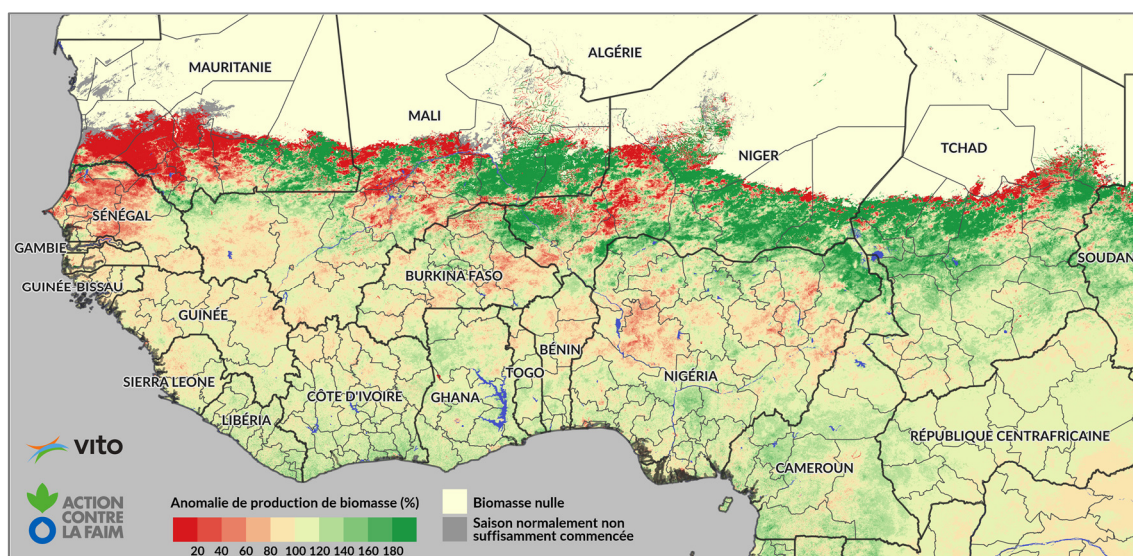 ALGÉRIE
MAURITANIE
MALI
NIGER
TCHAD
SÉNÉGAL
GAMBIE
SOUDAN
BURKINA FASO
GUINÉE-BISSAU
GUINÉE
BÉNIN
TOGO
NIGÉRIA
SIERRA LEONE
CÔTE D'IVOIRE
GHANA
LIBÉRIA
RÉPUBLIQUE CENTRAFRICAINE
CAMEROUN
vito
ACTION
CONTRE
LA FAIM
Anomalie de production de biomasse (%)
20 40 60 80 100 120 140 160 180
Biomasse nulle
Saison normalement non
suffisamment commencée